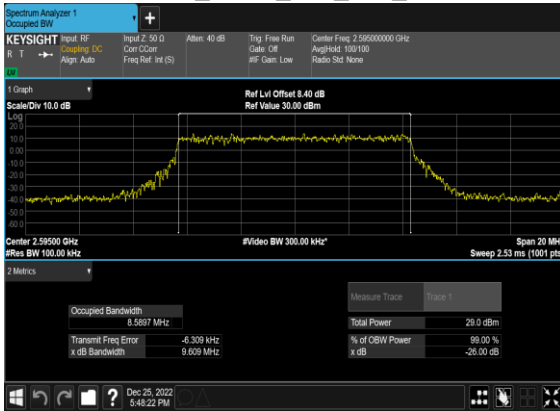 Spectrum Analyzer 1
Occupied BW
+
KEYSIGHT Input: RF Input Z: 50 Ω Atten: 40 dB Trig: Free Run Center Freq: 2.595000000 GHz
R T Coupling: DC Corr CCorr Gate: Off Avg|Hold: 100/100
Align: Auto Freq Ref: Int (S) #IF Gain: Low Radio Std: None
LXI
1 Graph
Ref Lvl Offset 8.40 dB
Scale/Div 10.0 dB Ref Value 30.00 dBm
Log
20.0
10.0
0.00
-10.0
-20.0
-30.0
-40.0
-50.0
-60.0
Center 2.59500 GHz #Video BW 300.00 kHz* Span 20 MH
#Res BW 100.00 kHz Sweep 2.53 ms (1001 pts
2 Metrics
Measure Trace Trace 1
Occupied Bandwidth
8.5897 MHz Total Power 29.0 dBm
Transmit Freq Error -6.309 kHz % of OBW Power 99.00 %
x dB Bandwidth 9.609 MHz x dB -26.00 dB
? Dec 25, 2022
5:48:22 PM